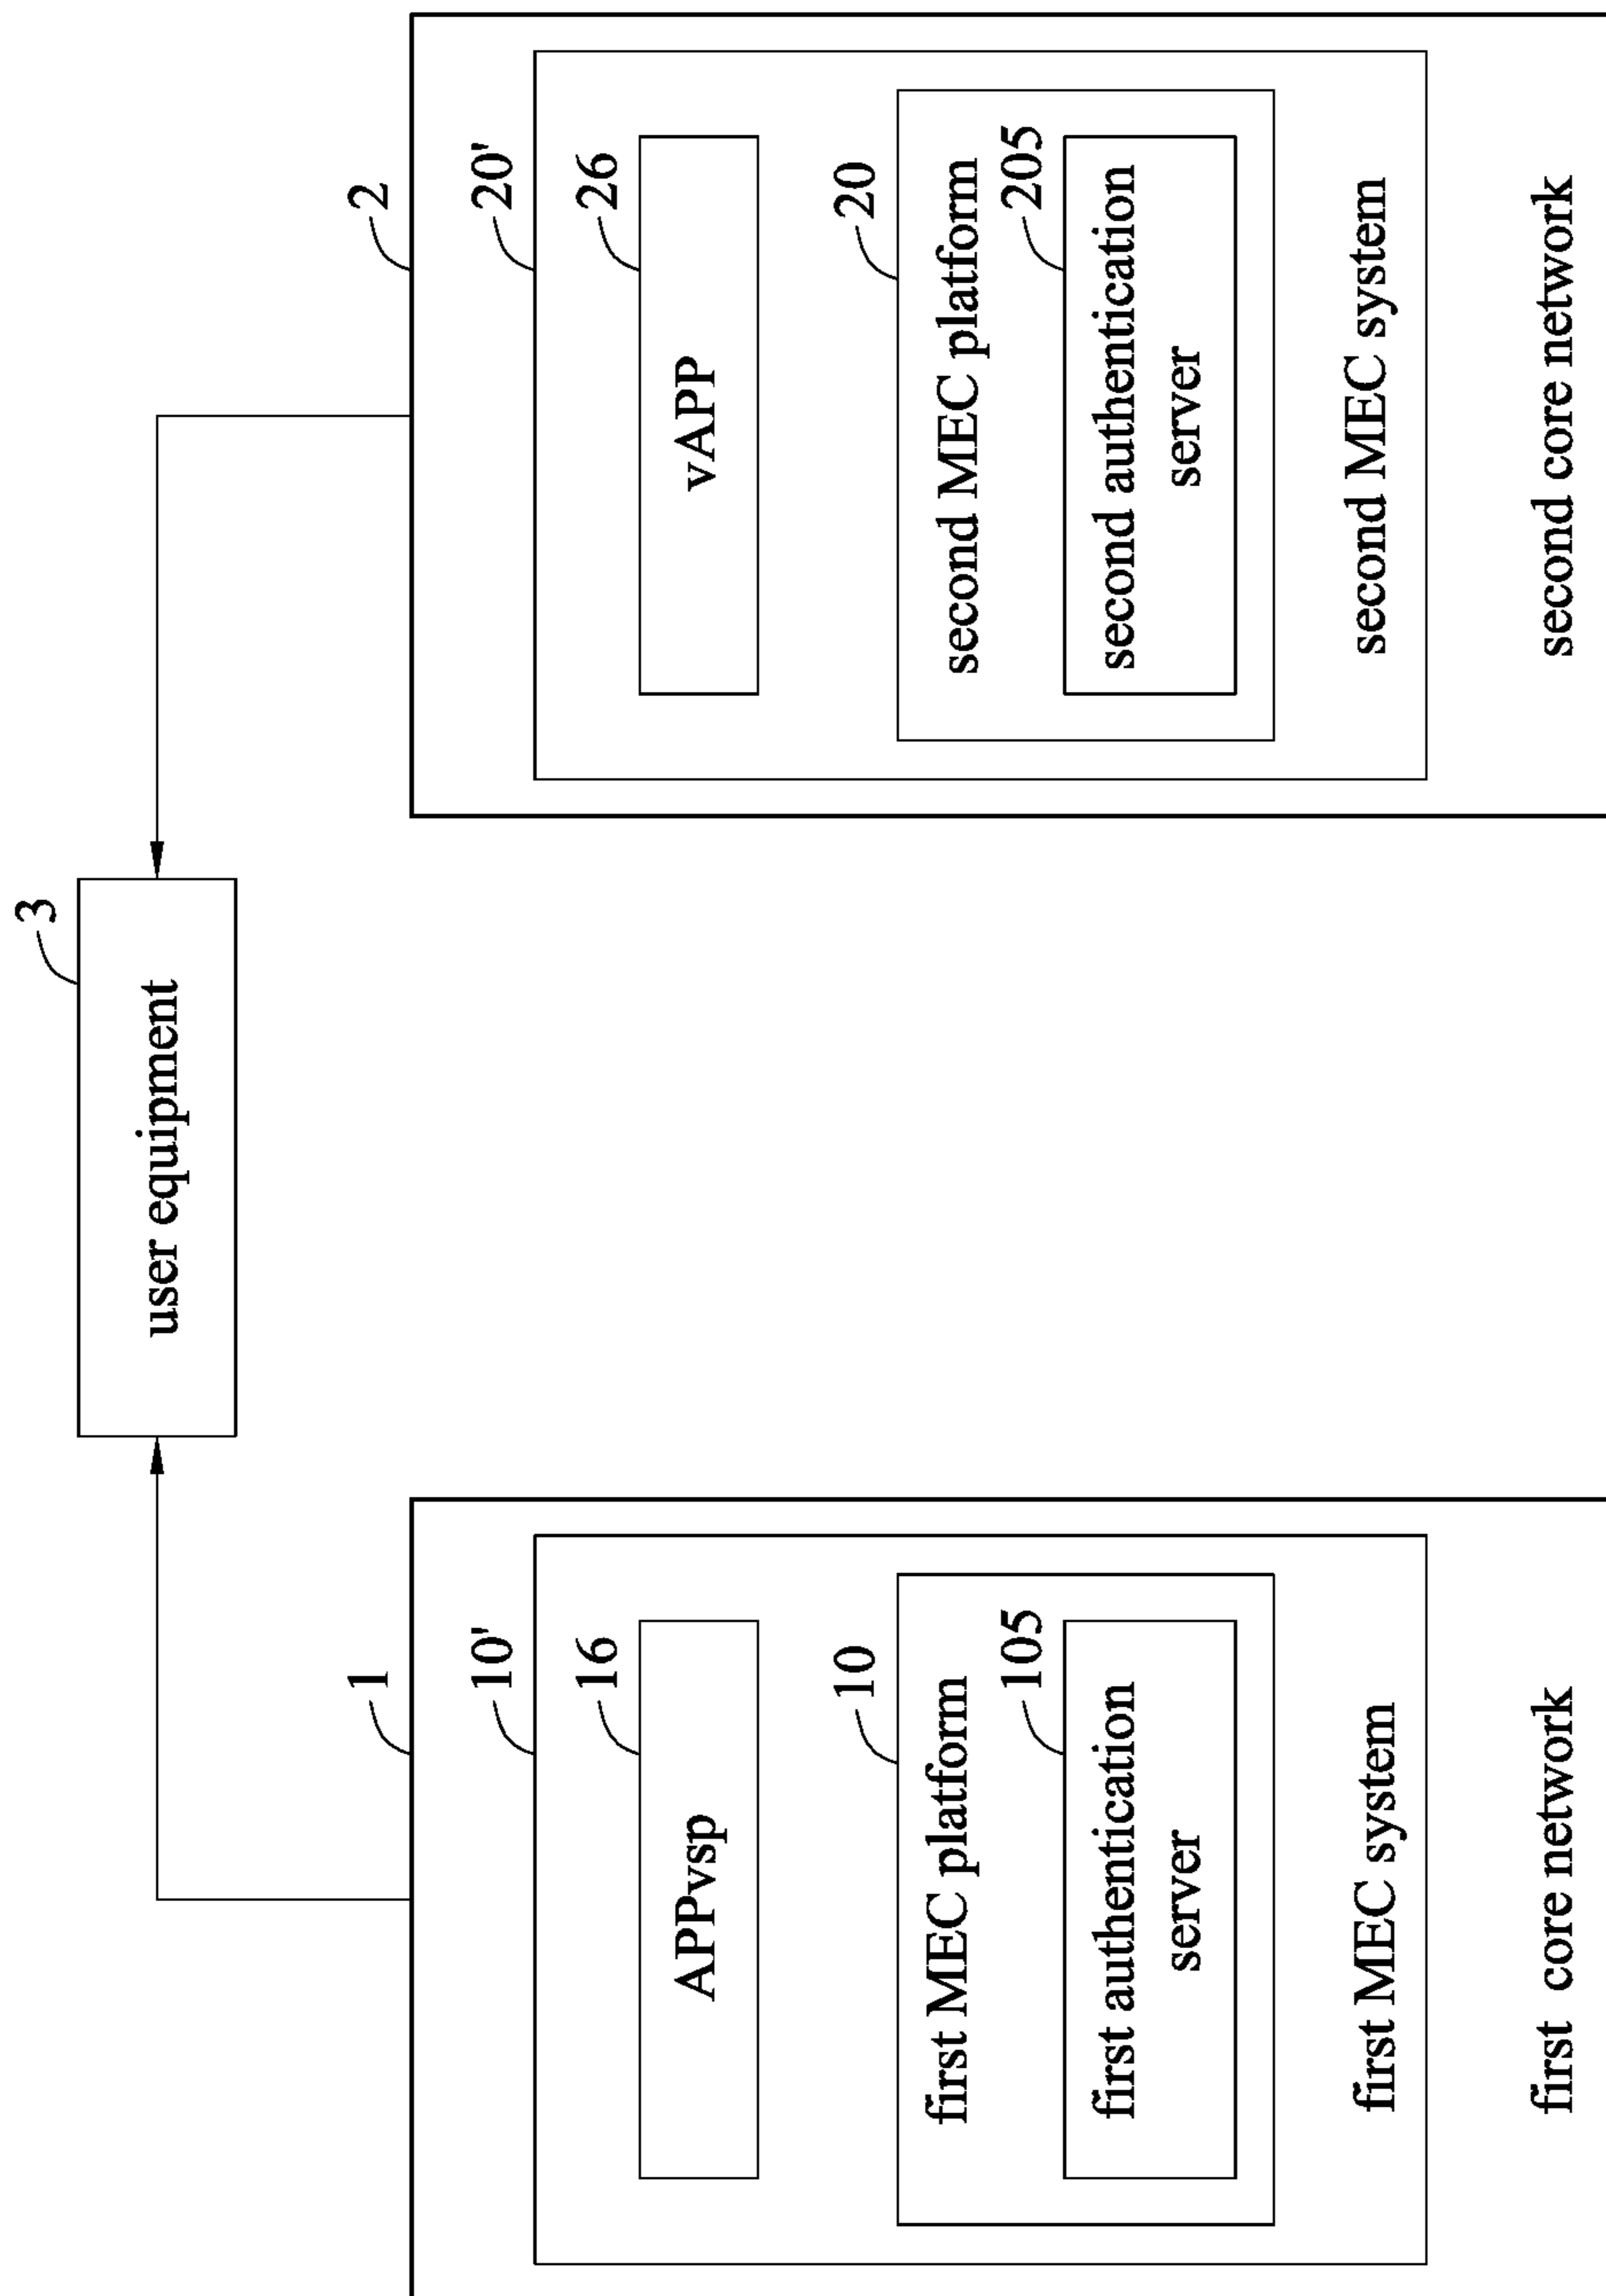 3
user equipment
1
10'
16
APPvsp
10
first MEC platform
105
first authentication
server
first MEC system
first core network
2
20'
26
vAPP
20
second MEC platform
205
second authentication
server
second MEC system
second core network